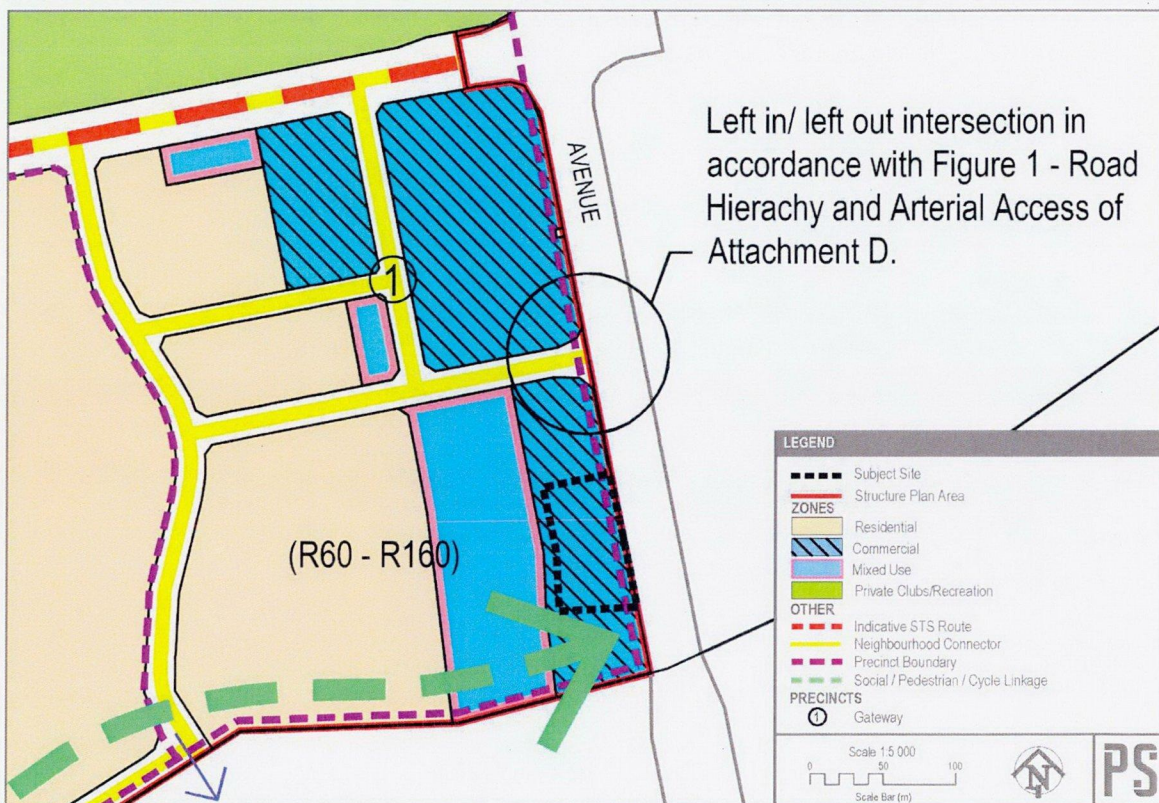 Left in/ left out intersection in
accordance with Figure 1 - Road
Hierachy and Arterial Access of
Attachment D.
AVENUE
1
(R60 - R160)
LEGEND
Subject Site
Structure Plan Area
ZONES
Residential
Commercial
Mixed Use
Private Clubs/Recreation
OTHER
Indicative STS Route
Neighbourhood Connector
Precinct Boundary
Social / Pedestrian / Cycle Linkage
PRECINCTS
1 Gateway
Scale 1:5 000
0 50 100
Scale Bar (m)
N
PS